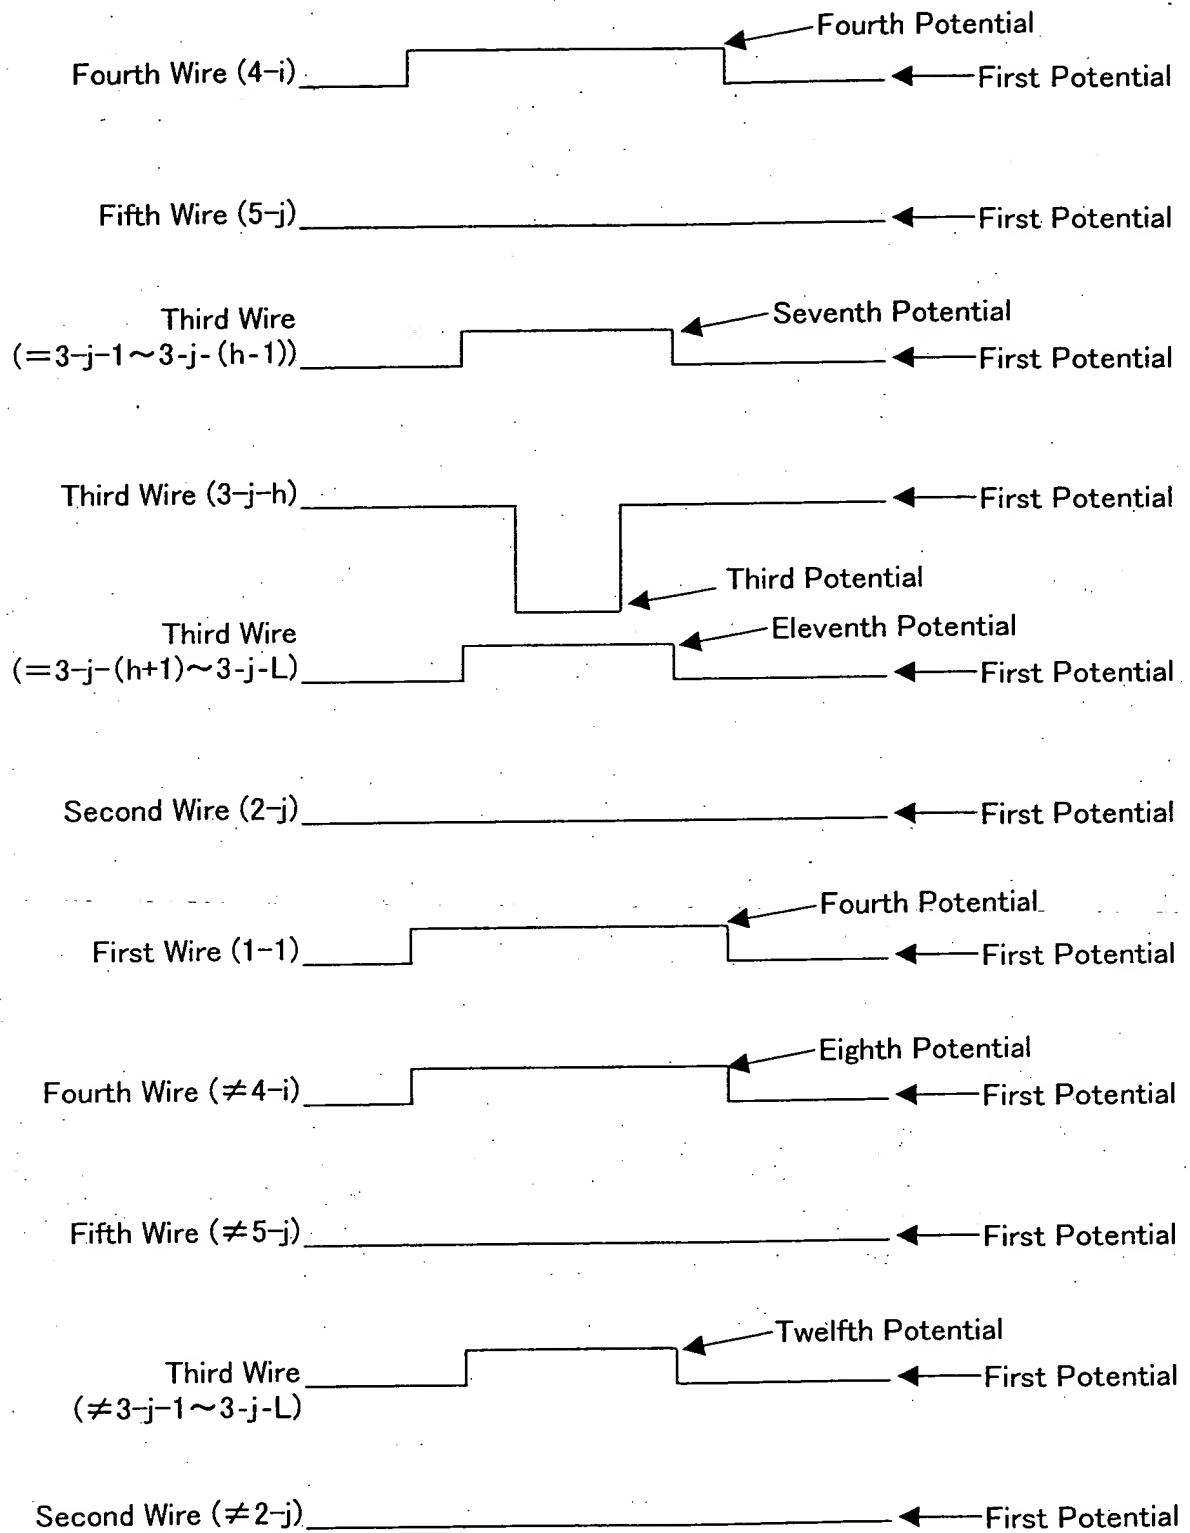 Fourth Potential
Fourth Wire (4-i)
First Potential
Fifth Wire (5-j)
First Potential
Third Wire
(=3-j-1~3-j-(h-1))
Seventh Potential
First Potential
Third Wire (3-j-h)
First Potential
Third Potential
Third Wire
(=3-j-(h+1)~3-j-L)
Eleventh Potential
First Potential
Second Wire (2-j)
First Potential
Fourth Potential
First Wire (1-1)
First Potential
Eighth Potential
Fourth Wire (≠4-i)
First Potential
Fifth Wire (≠5-j)
First Potential
Twelfth Potential
Third Wire
(≠3-j-1~3-j-L)
First Potential
Second Wire (≠2-j)
First Potential